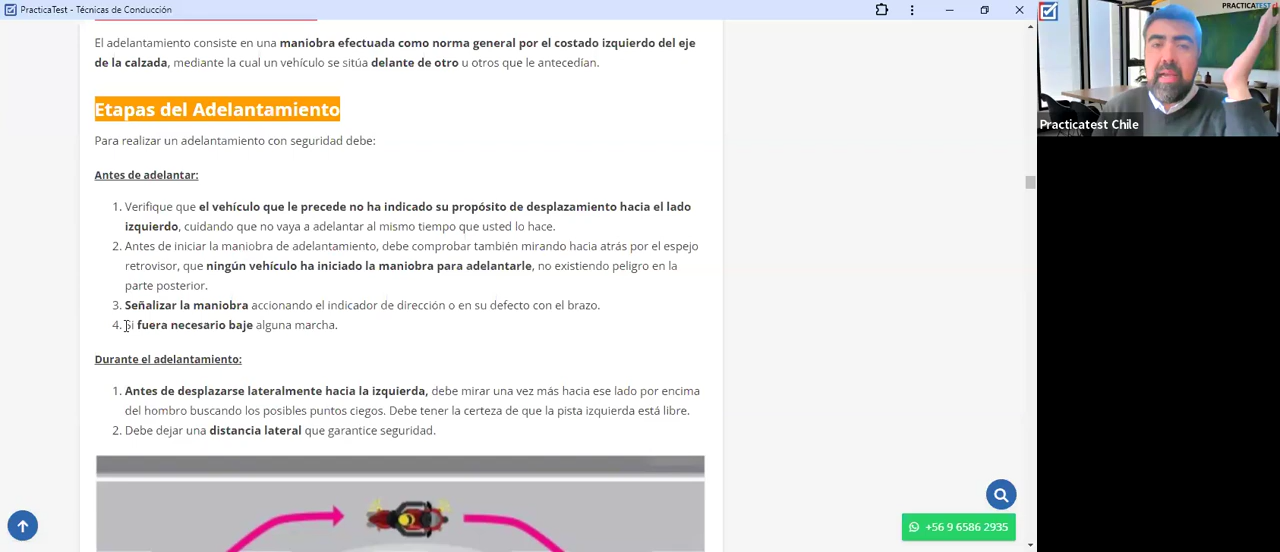 PracticaTest - Técnicas de Conducción
PRACTICATEST
El adelantamiento consiste en una maniobra efectuada como norma general por el costado izquierdo del eje
de la calzada, mediante la cual un vehículo se sitúa delante de otro u otros que le antecedían.
Etapas del Adelantamiento
Practicatest Chile
Para realizar un adelantamiento con seguridad debe:
Antes de adelantar:
1. Verifique que el vehículo que le precede no ha indicado su propósito de desplazamiento hacia el lado
izquierdo, cuidando que no vaya a adelantar al mismo tiempo que usted lo hace.
2. Antes de iniciar la maniobra de adelantamiento, debe comprobar también mirando hacia atrás por el espejo
retrovisor, que ningún vehículo ha iniciado la maniobra para adelantarle, no existiendo peligro en la
parte posterior.
3. Señalizar la maniobra accionando el indicador de dirección o en su defecto con el brazo.
4. Si fuera necesario baje alguna marcha.
Durante el adelantamiento:
1. Antes de desplazarse lateralmente hacia la izquierda, debe mirar una vez más hacia ese lado por encima
del hombro buscando los posibles puntos ciegos. Debe tener la certeza de que la pista izquierda está libre.
2. Debe dejar una distancia lateral que garantice seguridad.
+56 9 6586 2935